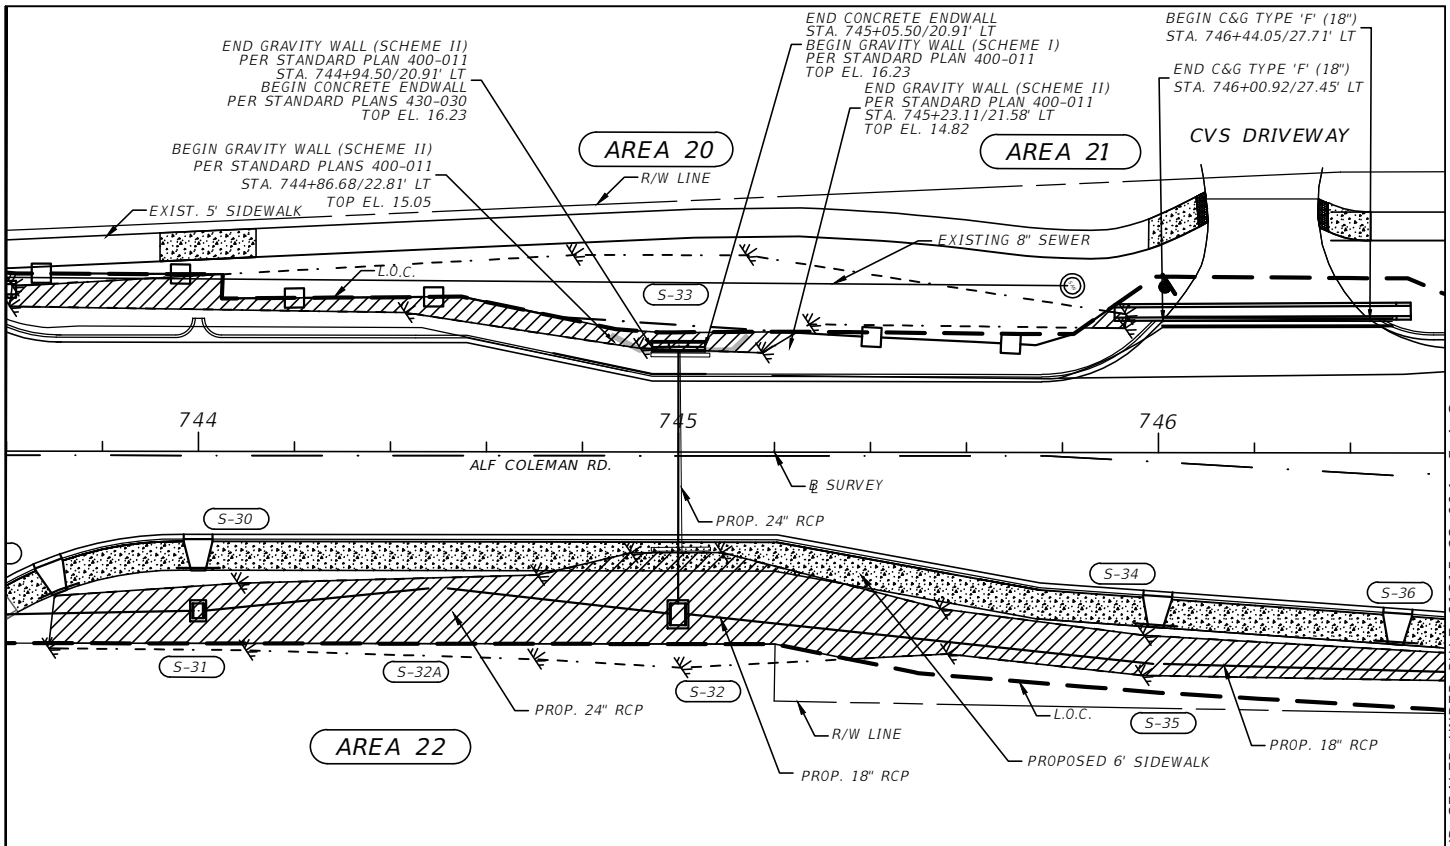 END GRAVITY WALL (SCHEME II)
PER STANDARD PLAN 400-011
STA. 744+94.50/20.91' LT
BEGIN CONCRETE ENDWALL
PER STANDARD PLANS 430-030
TOP EL. 16.23
END CONCRETE ENDWALL
STA. 745+05.50/20.91' LT
BEGIN GRAVITY WALL (SCHEME I)
PER STANDARD PLAN 400-011
TOP EL. 16.23
BEGIN C&G TYPE 'F' (18")
STA. 746+44.05/27.71' LT
END C&G TYPE 'F' (18")
STA. 746+00.92/27.45' LT
END GRAVITY WALL (SCHEME II)
PER STANDARD PLAN 400-011
STA. 745+23.11/21.58' LT
TOP EL. 14.82
CVS DRIVEWAY
BEGIN GRAVITY WALL (SCHEME II)
PER STANDARD PLANS 400-011
STA. 744+86.68/22.81' LT
TOP EL. 15.05
AREA 20
AREA 21
R/W LINE
EXIST. 5' SIDEWALK
EXISTING 8" SEWER
L.O.C.
S-33
744
745
746
ALF COLEMAN RD.
BL SURVEY
PROP. 24" RCP
S-30
S-34
S-36
S-31
S-32A
S-32
PROP. 24" RCP
L.O.C.
S-35
R/W LINE
PROP. 18" RCP
PROPOSED 6' SIDEWALK
PROP. 18" RCP
AREA 22